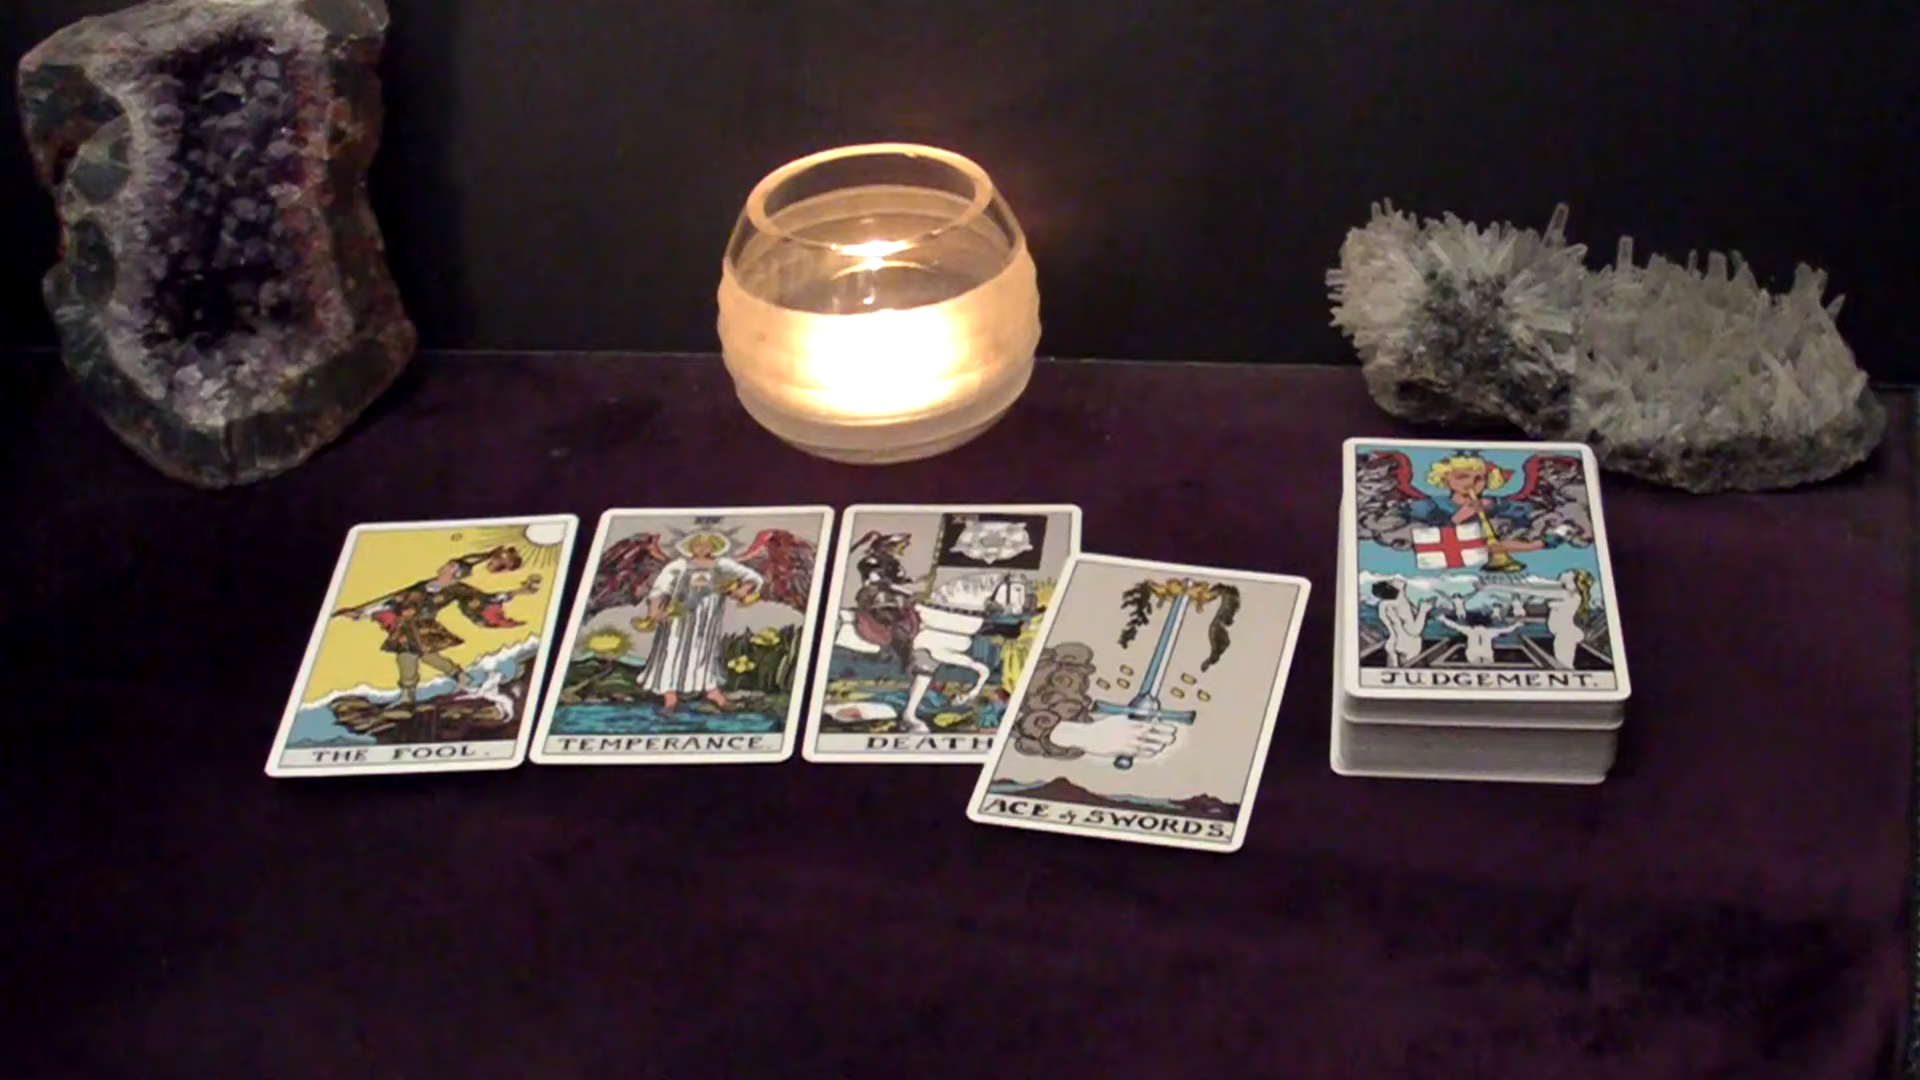 THE FOOL.
TEMPERANCE.
DEATH
ACE of SWORDS.
JUDGEMENT.